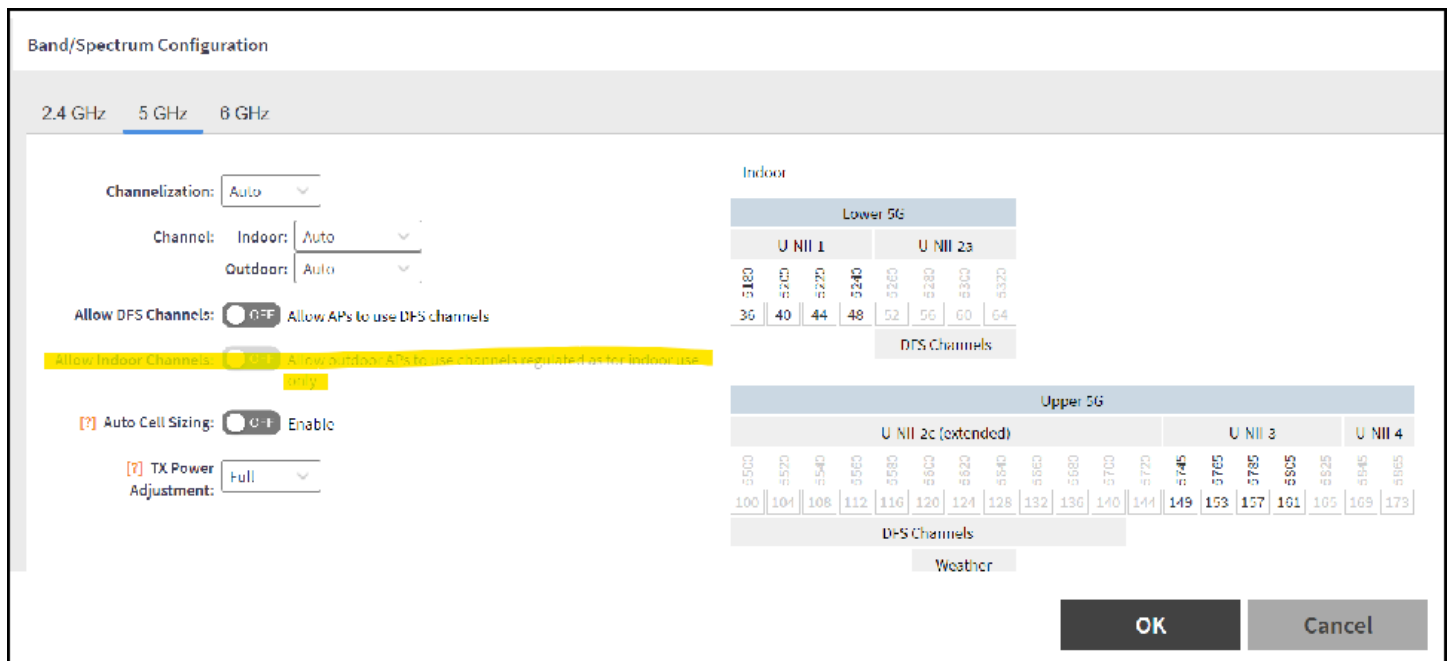 Band/Spectrum Configuration
2.4 GHz 5 GHz 6 GHz
Channelization: Auto
Channel: Indoor: Auto
Outdoor: Auto
Allow DFS Channels: OFF Allow APs to use DFS channels
Allow Indoor Channels: OFF Allow outdoor APs to use channels regulated as for indoor use
only
[?] Auto Cell Sizing: OFF Enable
[?] TX Power
Adjustment: Full
Indoor
Lower 5G
U NII 1 U NII 2a
5180 5200 5220 5240 5260 5280 5300 5320
36 40 44 48 52 56 60 64
DFS Channels
Upper 5G
U NII 2c (extended) U NII 3 U NII 4
5500 5520 5540 5560 5580 5600 5620 5640 5660 5680 5700 5720 5745 5765 5785 5805 5825 5845 5865
100 104 108 112 116 120 124 128 132 136 140 144 149 153 157 161 165 169 173
DFS Channels
Weather
OK Cancel